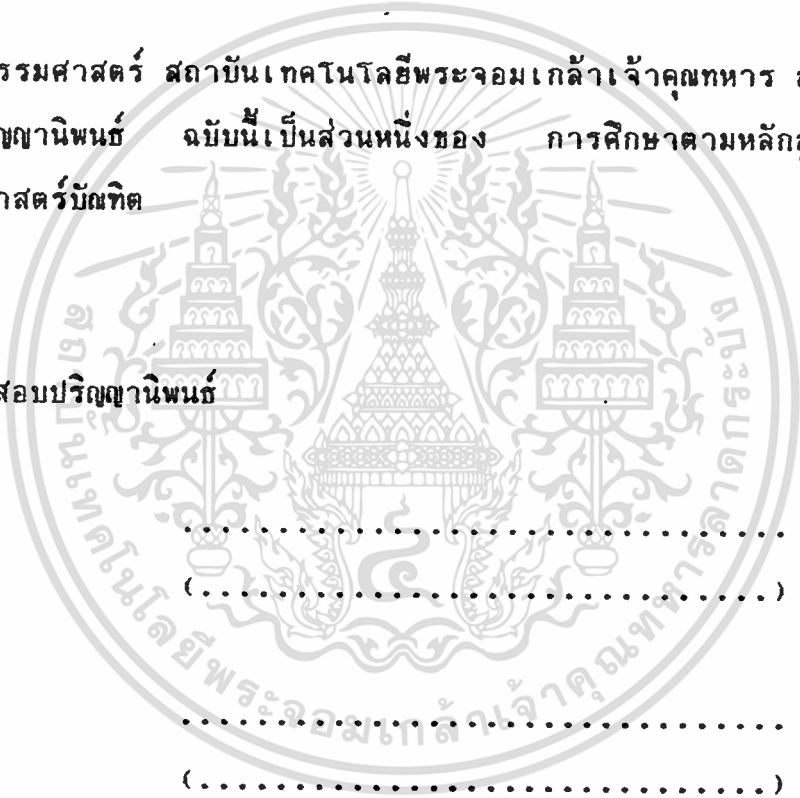 รรมศาสตร์ สถาบันเทคโนโลยีพระจอมเกล้าเจ้าคุณทหาร
ญญานิพนธ์ ฉบับนี้เป็นส่วนหนึ่งของ การศึกษาตามหลัก
าสตร์บัณฑิต
สอบปริญญานิพนธ์
................................
(..............................)
................................
(..............................)
สถาบันเทคโนโลยีพระจอมเกล้าเจ้าคุณทหารลาดกระบัง